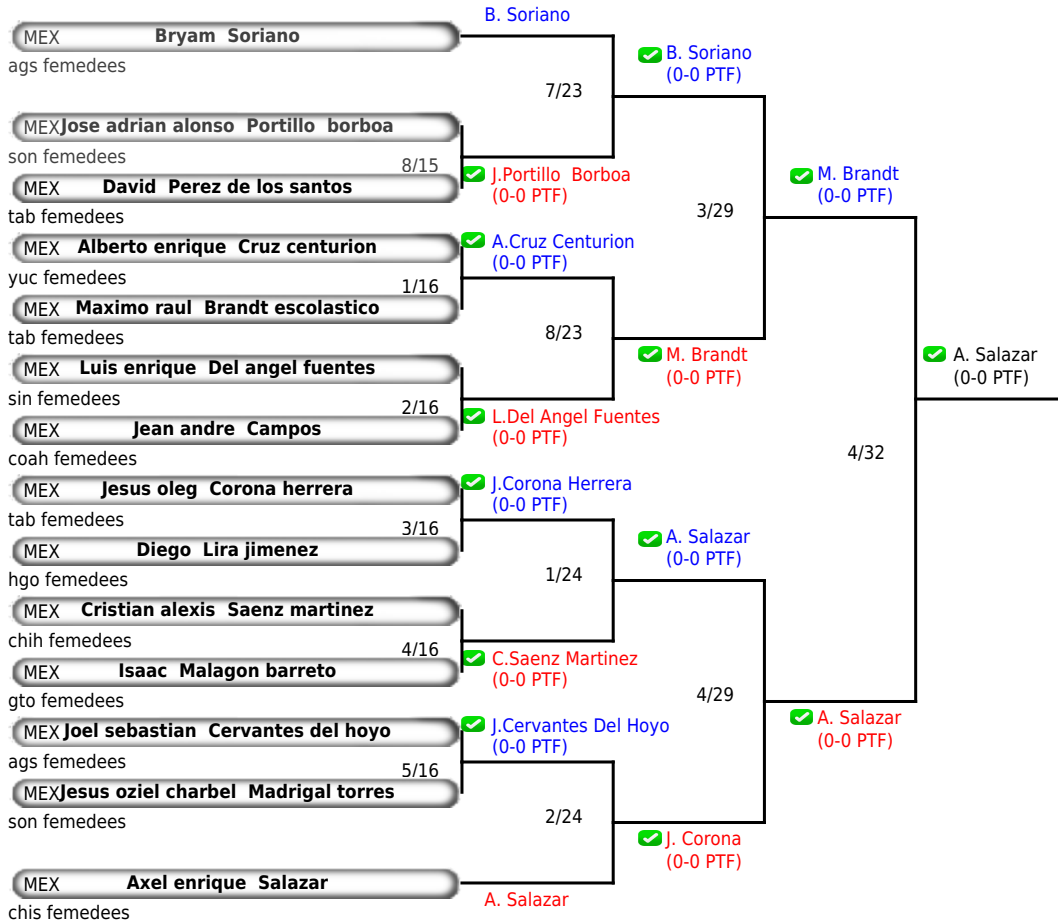 B. Soriano
MEX Bryam Soriano
ags femedees
B. Soriano
(0-0 PTF)
7/23
MEX Jose adrian alonso Portillo borboa
son femedees
8/15
J.Portillo Borboa
(0-0 PTF)
MEX David Perez de los santos
tab femedees
M. Brandt
(0-0 PTF)
3/29
MEX Alberto enrique Cruz centurion
A.Cruz Centurion
(0-0 PTF)
yuc femedees
1/16
MEX Maximo raul Brandt escolastico
tab femedees
8/23
M. Brandt
(0-0 PTF)
A. Salazar
(0-0 PTF)
MEX Luis enrique Del angel fuentes
sin femedees
2/16
L.Del Angel Fuentes
(0-0 PTF)
MEX Jean andre Campos
coah femedees
4/32
MEX Jesus oleg Corona herrera
J.Corona Herrera
(0-0 PTF)
tab femedees
3/16
MEX Diego Lira jimenez
hgo femedees
A. Salazar
(0-0 PTF)
1/24
MEX Cristian alexis Saenz martinez
chih femedees
4/16
C.Saenz Martinez
(0-0 PTF)
MEX Isaac Malagon barreto
gto femedees
4/29
A. Salazar
(0-0 PTF)
MEX Joel sebastian Cervantes del hoyo
J.Cervantes Del Hoyo
(0-0 PTF)
ags femedees
5/16
MEX Jesus oziel charbel Madrigal torres
son femedees
2/24
J. Corona
(0-0 PTF)
MEX Axel enrique Salazar
A. Salazar
chis femedees